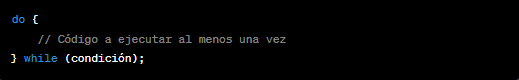 do {
// Código a ejecutar al menos una vez
} while (condición);